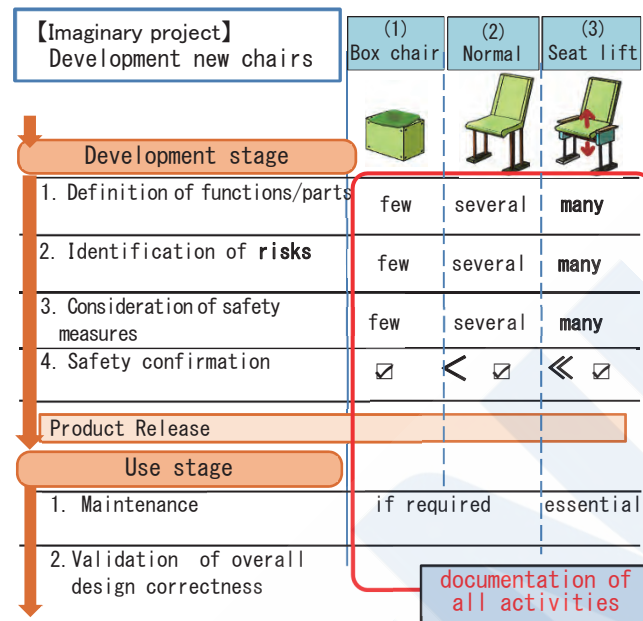 【Imaginary project】
Development new chairs
(1)
Box chair
(2)
Normal
(3)
Seat lift
Development stage
1. Definition of functions/parts
few
several
many
2. Identification of risks
few
several
many
3. Consideration of safety
measures
few
several
many
4. Safety confirmation
☑ < ☑ ≪ ☑
Product Release
Use stage
1. Maintenance
if required
essential
2. Validation of overall
design correctness
documentation of
all activities